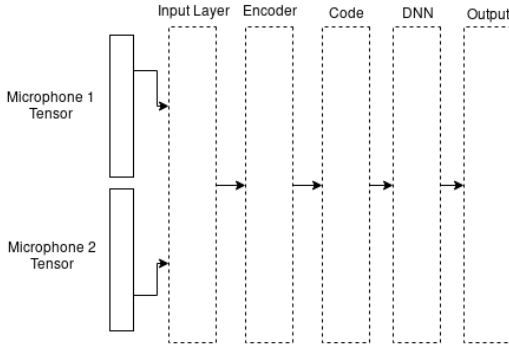 Input Layer
Encoder
Code
DNN
Output
Microphone 1
Tensor
Microphone 2
Tensor